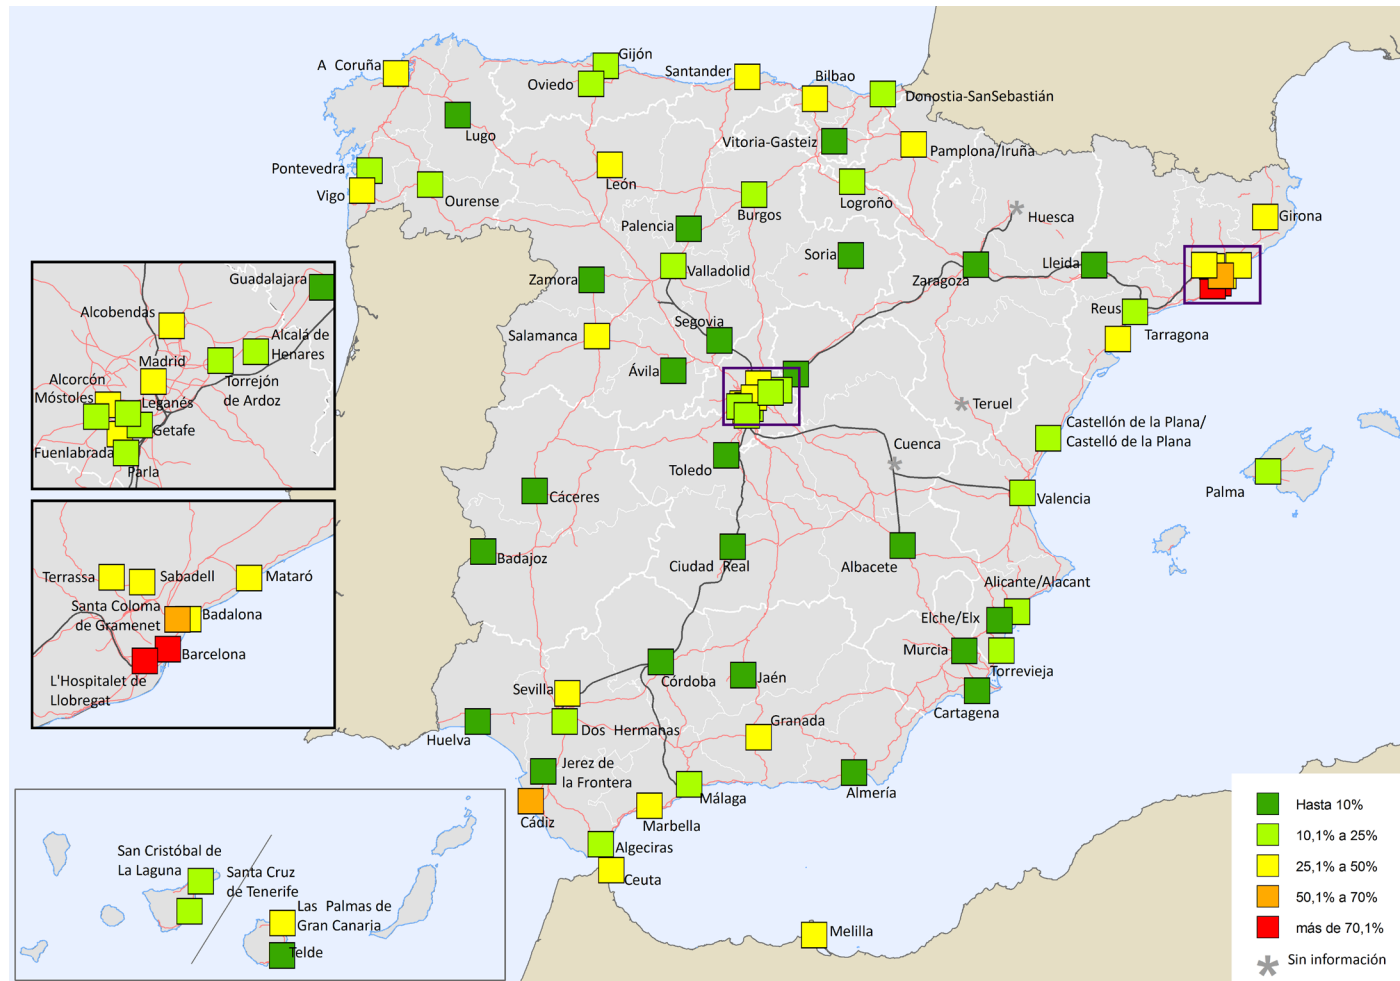 A Coruña
Gijón
Oviedo
Santander
Bilbao
Donostia-SanSebastián
Lugo
Vitoria-Gasteiz
Pamplona/Iruña
Pontevedra
León
Vigo
Ourense
Burgos
Logroño
Huesca
Girona
Palencia
Soria
Valladolid
Zamora
Zaragoza
Lleida
Segovia
Reus
Salamanca
Tarragona
Ávila
Teruel
Castellón de la Plana/
Castelló de la Plana
Cuenca
Toledo
Cáceres
Valencia
Palma
Badajoz
Ciudad Real
Albacete
Alicante/Alacant
Elche/Elx
Murcia
Torrevieja
Córdoba
Jaén
Sevilla
Cartagena
Dos Hermanas
Granada
Huelva
Jerez de
la Frontera
Málaga
Almería
Cádiz
Marbella
Algeciras
Ceuta
Melilla
Guadalajara
Alcobendas
Alcalá de
Henares
Madrid
Torrejón
de Ardoz
Alcorcón
Móstoles
Leganés
Getafe
Fuenlabrada
Parla
Terrassa
Sabadell
Mataró
Santa Coloma
de Gramenet
Badalona
Barcelona
L'Hospitalet de
Llobregat
San Cristóbal de
La Laguna
Santa Cruz
de Tenerife
Las Palmas de
Gran Canaria
Telde
Hasta 10%
10,1% a 25%
25,1% a 50%
50,1% a 70%
más de 70,1%
Sin información